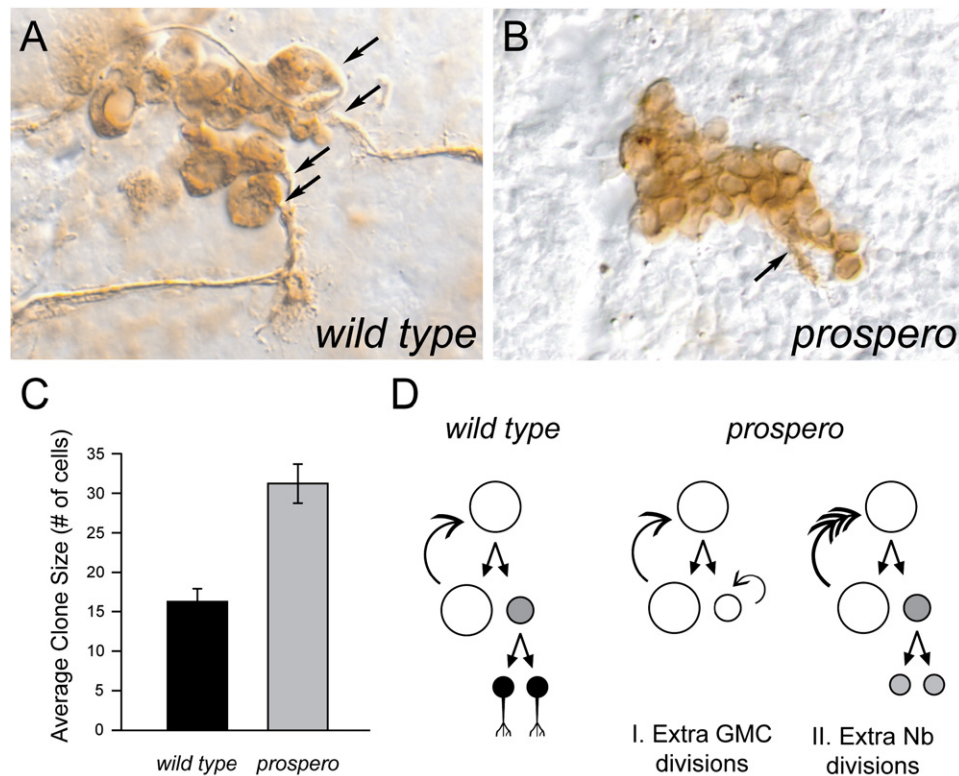 A
wild type
B
prospero
C
Average Clone Size (# of cells)
35
30
25
20
15
10
5
0
wild type
prospero
D
wild type
prospero
I. Extra GMC
divisions
II. Extra Nb
divisions